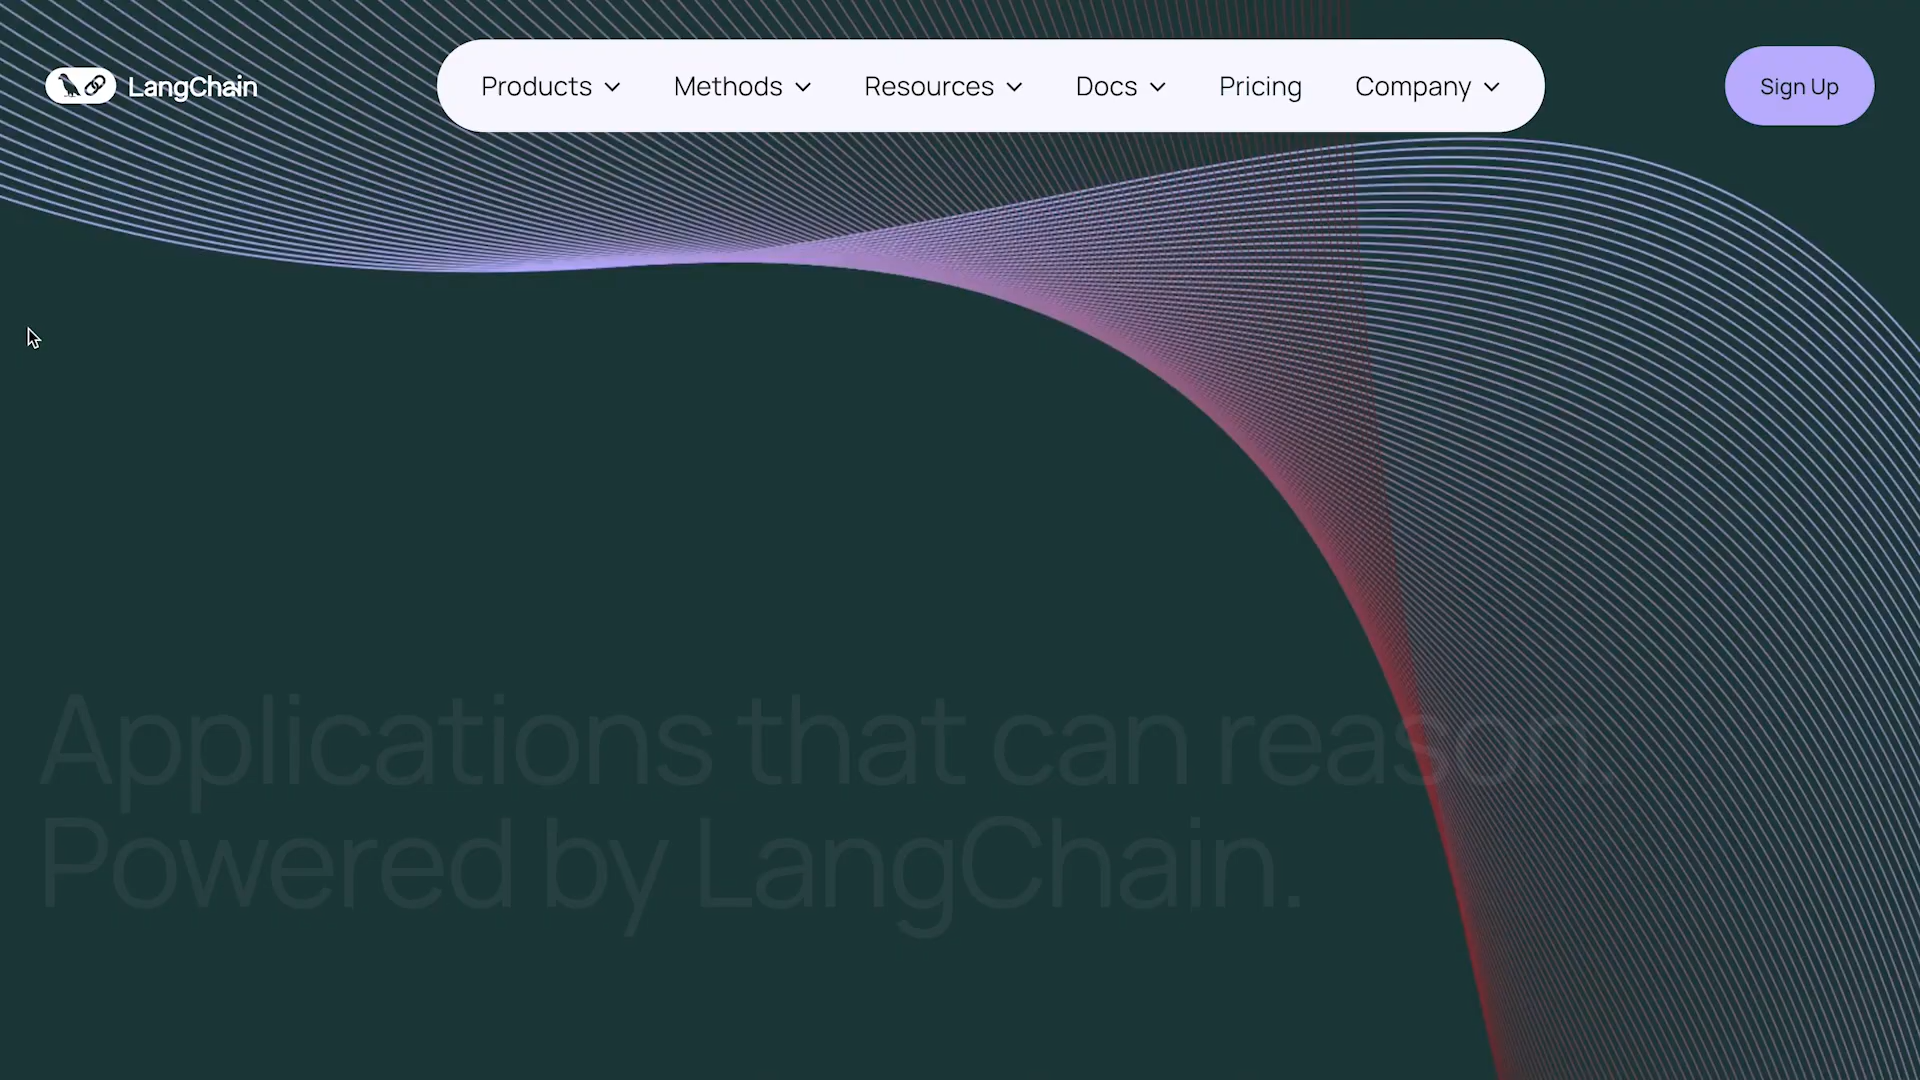 LangChain
Products
Methods
Resources
Docs
Pricing
Company
Sign Up
Applications that can reason.
Powered by LangChain.